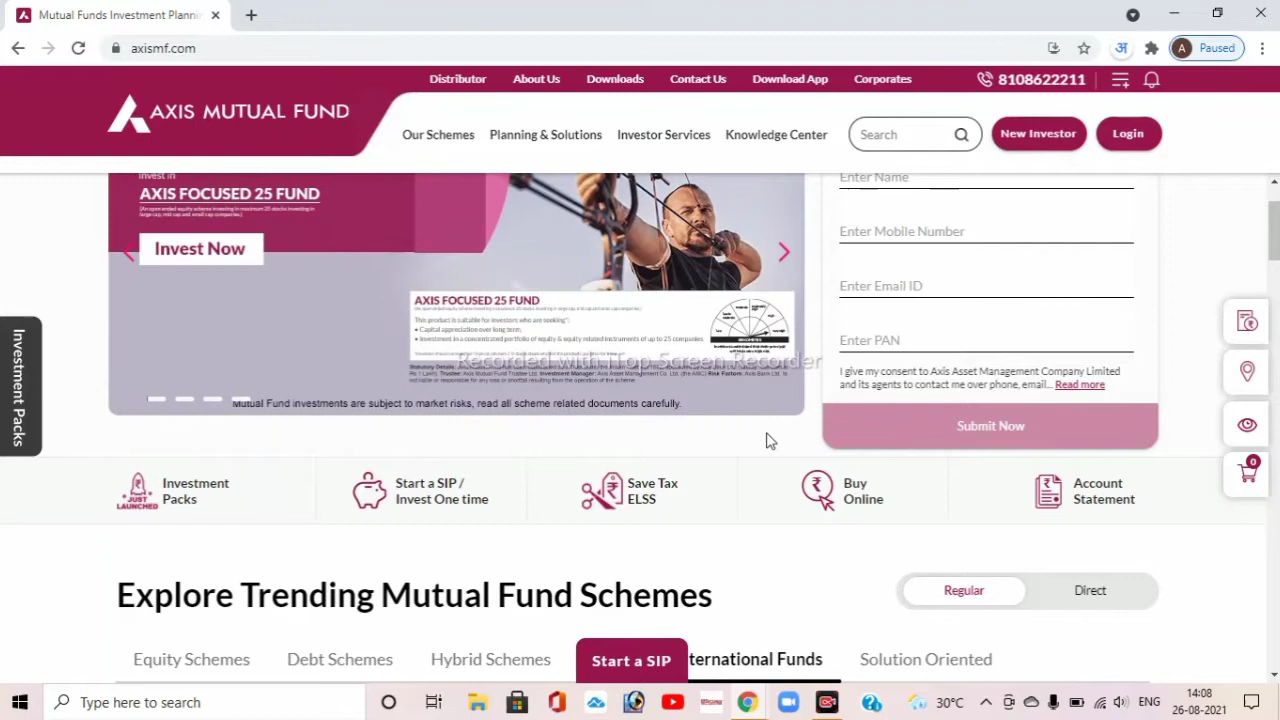 Mutual Funds Investment Plannin
axismf.com
अ
A
Paused
Distributor
About Us
Downloads
Contact Us
Download App
Corporates
8108622211
AXIS MUTUAL FUND
Our Schemes
Planning & Solutions
Investor Services
Knowledge Center
Search
New Investor
Login
Invest in
AXIS FOCUSED 25 FUND
(An open ended equity scheme investing in maximum 25 stocks investing in
large-cap, mid cap and small cap companies.)
Invest Now
AXIS FOCUSED 25 FUND
This product is suitable for investors who are seeking*:
• Capital appreciation over long term,
• Investment in a concentrated portfolio of equity & equity related instruments of up to 25 companies
Recorded with iTop Screen Recorder
Mutual Fund investments are subject to market risks, read all scheme related documents carefully.
Enter Name
Enter Mobile Number
Enter Email ID
Enter PAN
I give my consent to Axis Asset Management Company Limited
and its agents to contact me over phone, email... Read more
Submit Now
Investment Packs
0
JUST
LAUNCHED
Investment
Packs
Start a SIP /
Invest One time
Save Tax
ELSS
Buy
Online
Account
Statement
Explore Trending Mutual Fund Schemes
Regular
Direct
Equity Schemes
Debt Schemes
Hybrid Schemes
Start a SIP
ternational Funds
Solution Oriented
Type here to search
30°C
ENG
14:08
26-08-2021